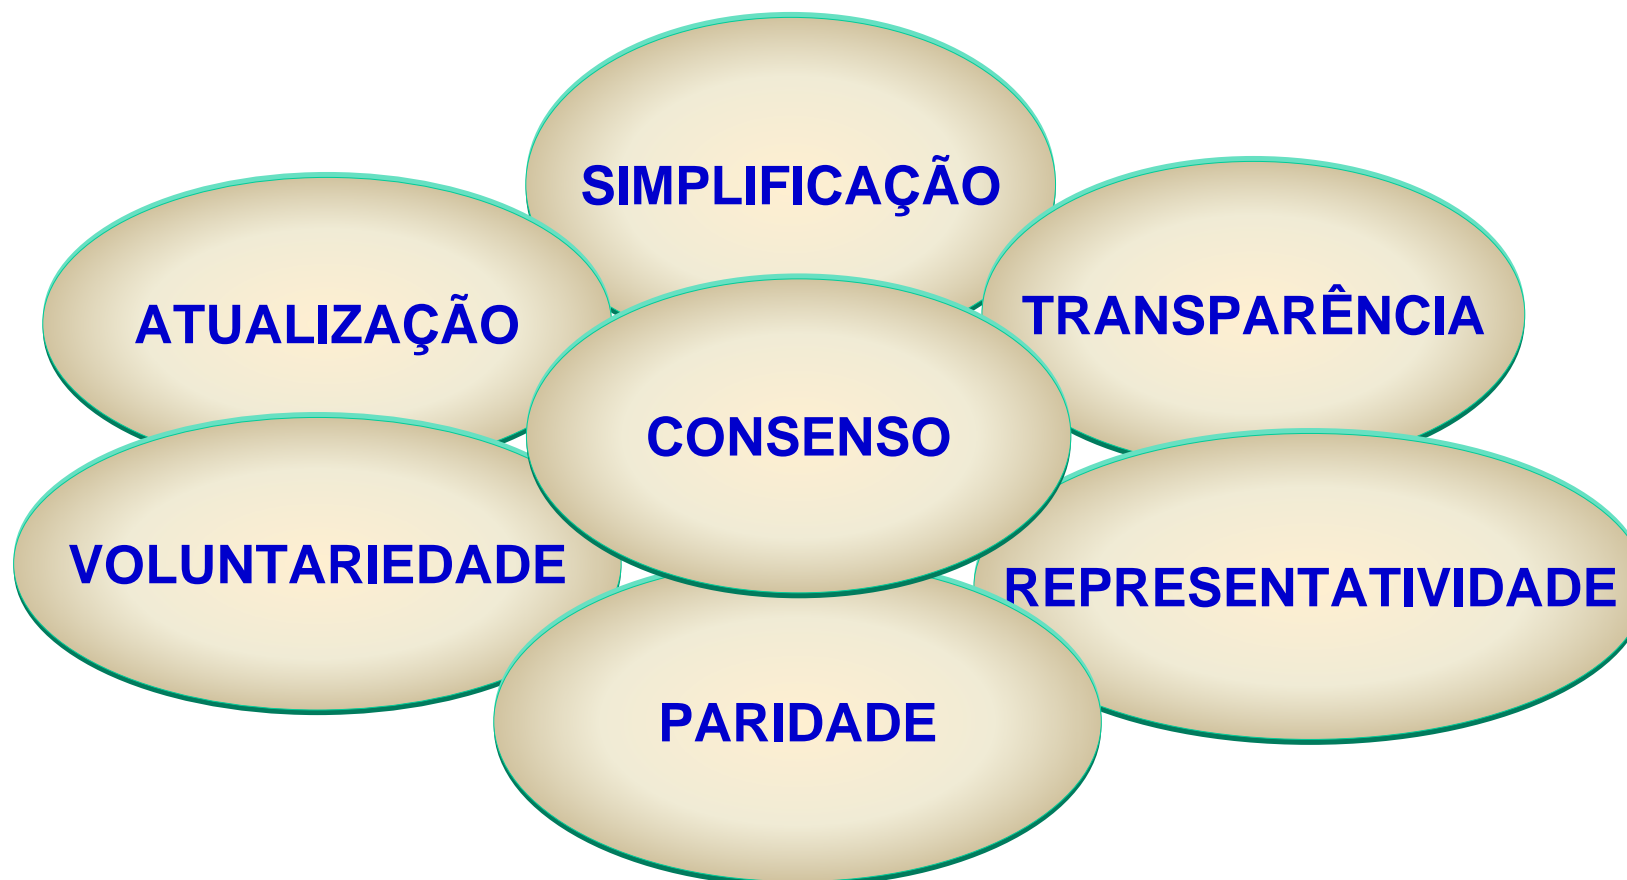 SIMPLIFICAÇÃO
ATUALIZAÇÃO
TRANSPARÊNCIA
CONSENSO
VOLUNTARIEDADE
REPRESENTATIVIDADE
PARIDADE